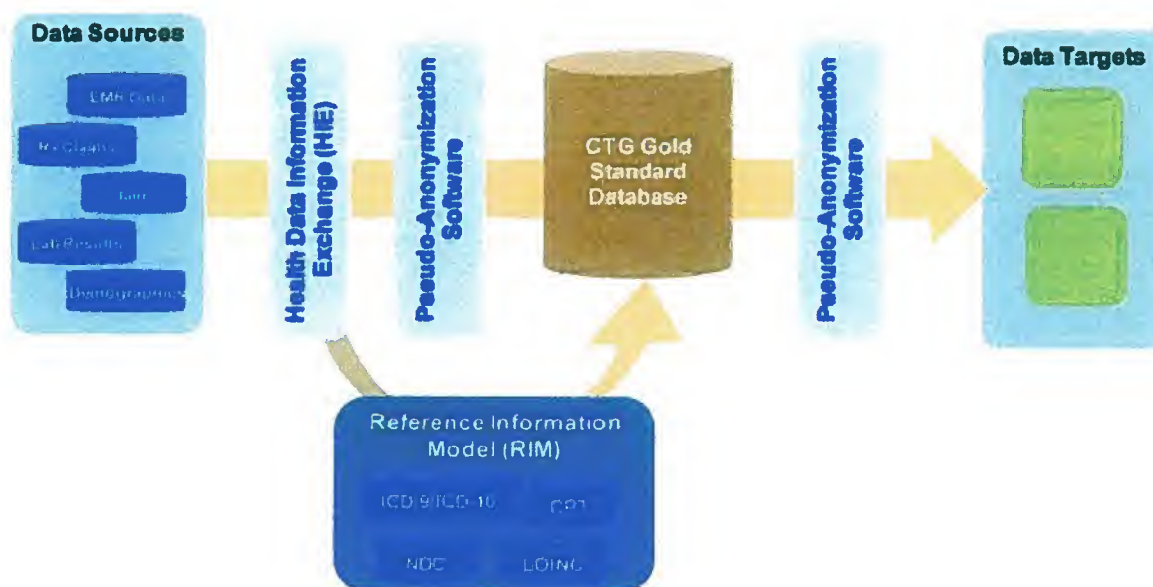 Data Sources
EMR Data
Rx Claims
Lab Results
Demographics
Health Data Information
Exchange (HIE)
Pseudo-Anonymization
Software
CTG Gold
Standard
Database
Pseudo-Anonymization
Software
Data Targets
Reference Information
Model (RIM)
ICD-9/ICD-10
CPT
NDC
LOINC